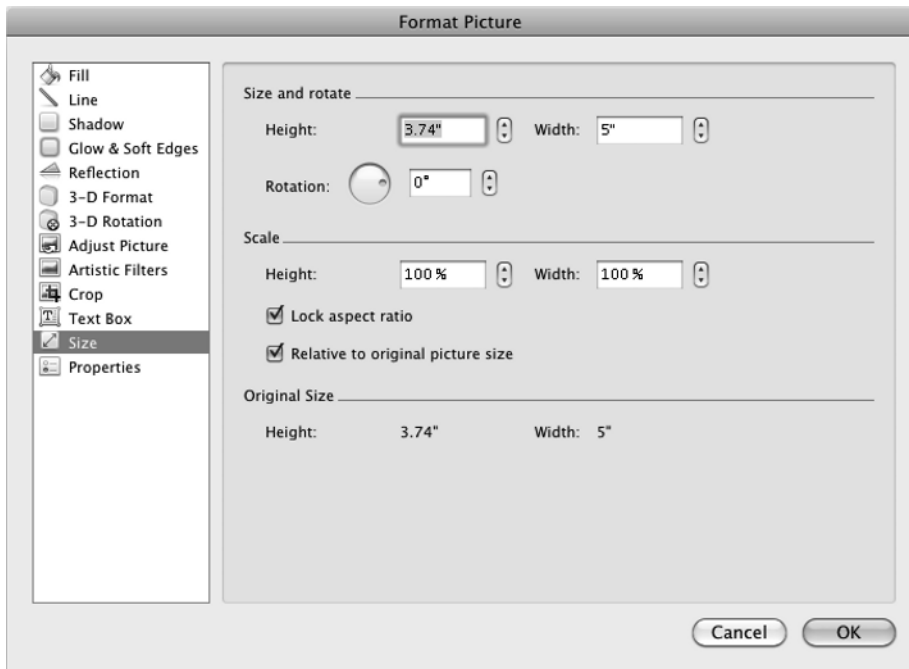 Format Picture
Fill
Line
Shadow
Glow & Soft Edges
Reflection
3-D Format
3-D Rotation
Adjust Picture
Artistic Filters
Crop
Text Box
Size
Properties
Size and rotate
Height: 3.74" Width: 5"
Rotation: 0°
Scale
Height: 100 % Width: 100 %
Lock aspect ratio
Relative to original picture size
Original Size
Height: 3.74" Width: 5"
Cancel OK